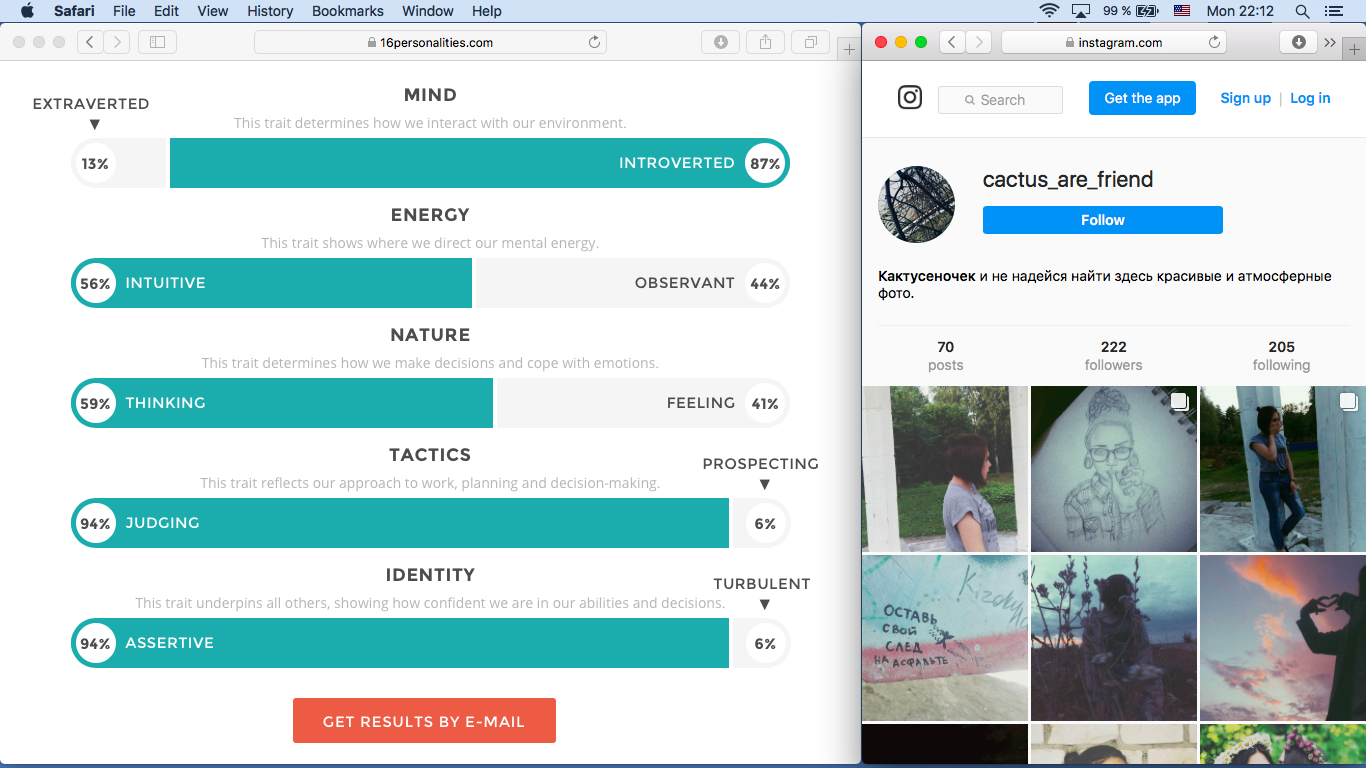 Safari File Edit View History Bookmarks Window Help 99 % Mon 22:12
16personalities.com
MIND
EXTRAVERTED
This trait determines how we interact with our environment.
13% INTROVERTED 87%
ENERGY
This trait shows where we direct our mental energy.
56% INTUITIVE OBSERVANT 44%
NATURE
This trait determines how we make decisions and cope with emotions.
59% THINKING FEELING 41%
TACTICS
PROSPECTING
This trait reflects our approach to work, planning and decision-making.
94% JUDGING 6%
IDENTITY
TURBULENT
This trait underpins all others, showing how confident we are in our abilities and decisions.
94% ASSERTIVE 6%
GET RESULTS BY E-MAIL
instagram.com
Search Get the app Sign up | Log in
cactus_are_friend
Follow
Кактусеночек и не надейся найти здесь красивые и атмосферные
фото.
70 222 205
posts followers following
ОСТАВЬ
СВОЙ
СЛЕД
НА АСФАЛЬТЕ